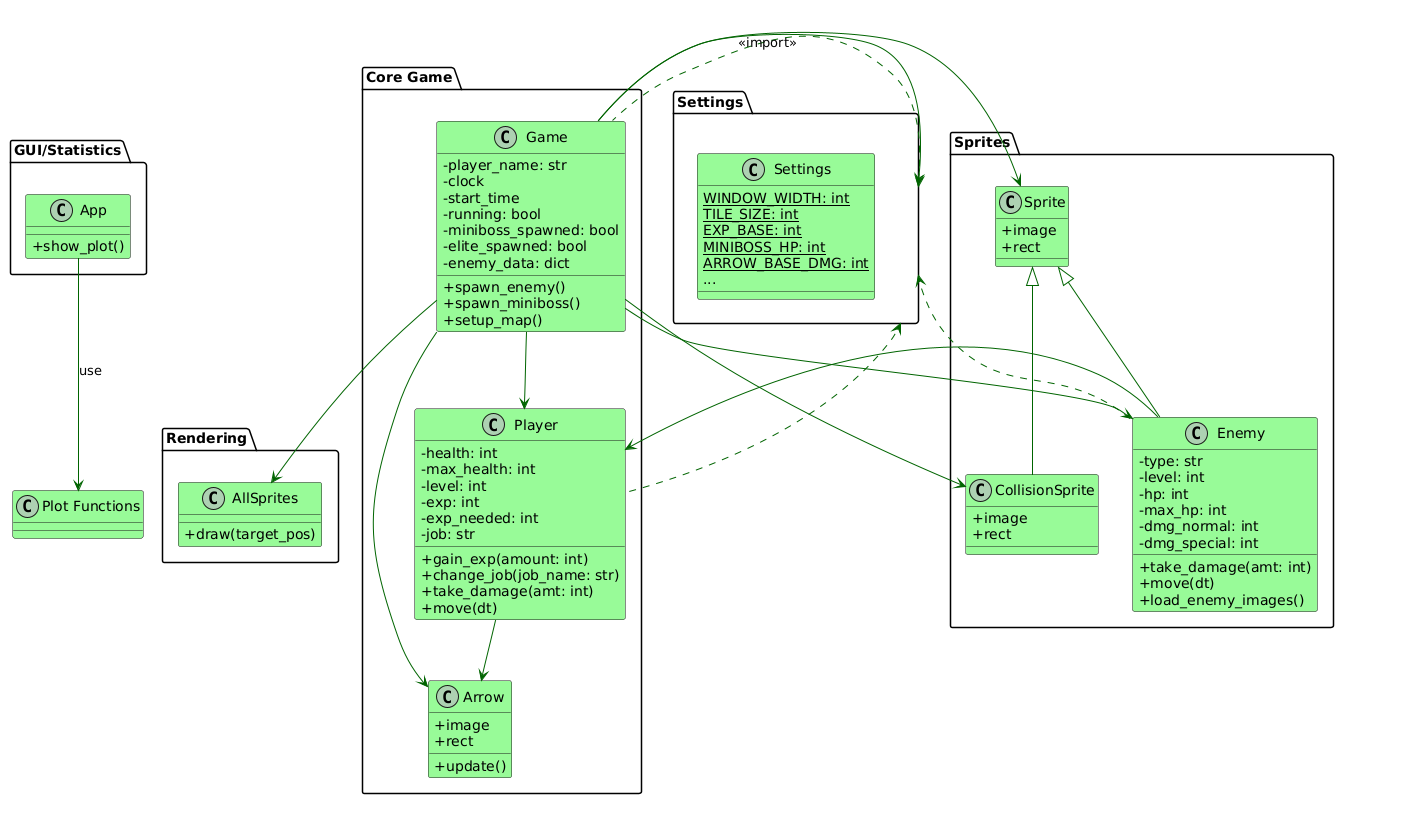 «import»
Core Game
C Game
-player_name: str
-clock
-start_time
-running: bool
-miniboss_spawned: bool
-elite_spawned: bool
-enemy_data: dict
+spawn_enemy()
+spawn_miniboss()
+setup_map()
Settings
C Settings
WINDOW_WIDTH: int
TILE_SIZE: int
EXP_BASE: int
MINIBOSS_HP: int
ARROW_BASE_DMG: int
...
Sprites
C Sprite
+image
+rect
GUI/Statistics
C App
+show_plot()
use
C Plot Functions
Rendering
C AllSprites
+draw(target_pos)
C Player
-health: int
-max_health: int
-level: int
-exp: int
-exp_needed: int
-job: str
+gain_exp(amount: int)
+change_job(job_name: str)
+take_damage(amt: int)
+move(dt)
C CollisionSprite
+image
+rect
C Enemy
-type: str
-level: int
-hp: int
-max_hp: int
-dmg_normal: int
-dmg_special: int
+take_damage(amt: int)
+move(dt)
+load_enemy_images()
C Arrow
+image
+rect
+update()